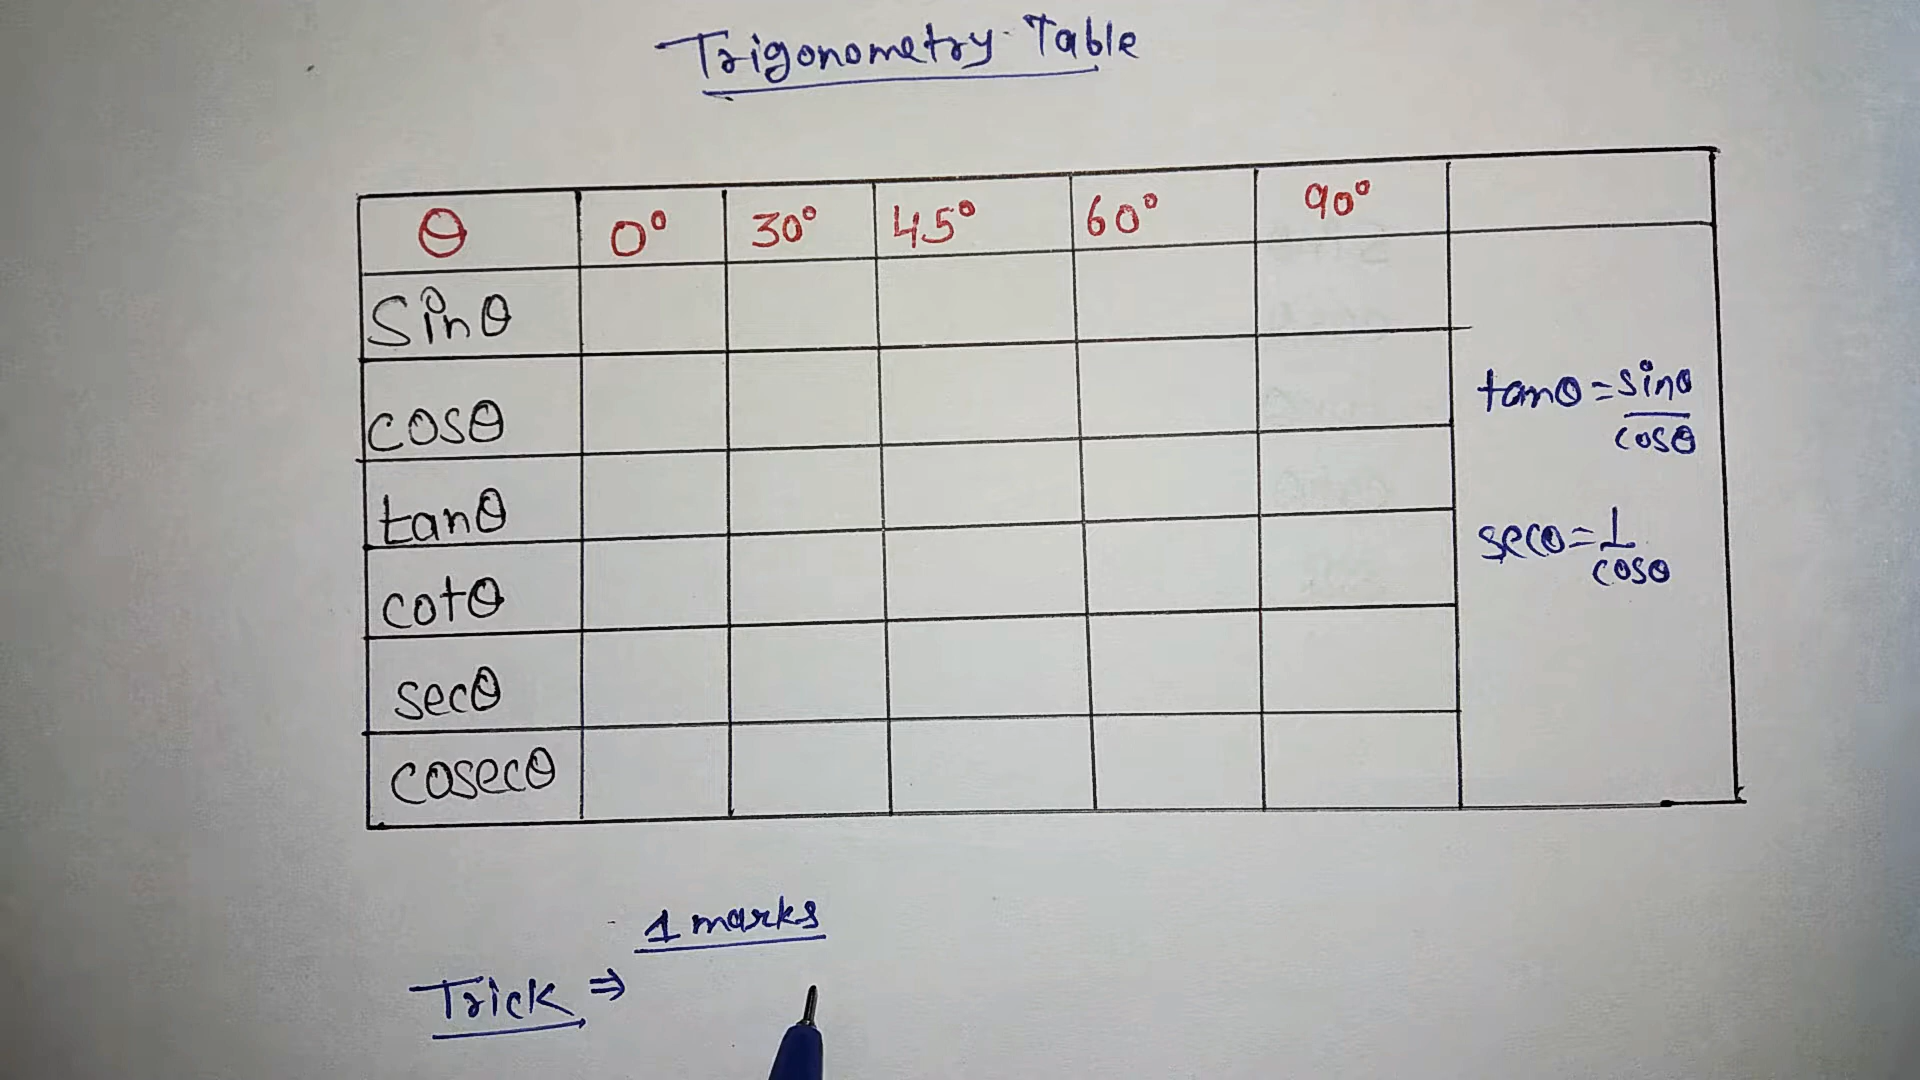 Trigonometry Table
θ 0° 30° 45° 60° 90°
Sinθ
cosθ
tanθ
cotθ
secθ
cosecθ
tanθ = sinθ
cosθ
secθ = 1
cosθ
1 marks
Trick ⇒